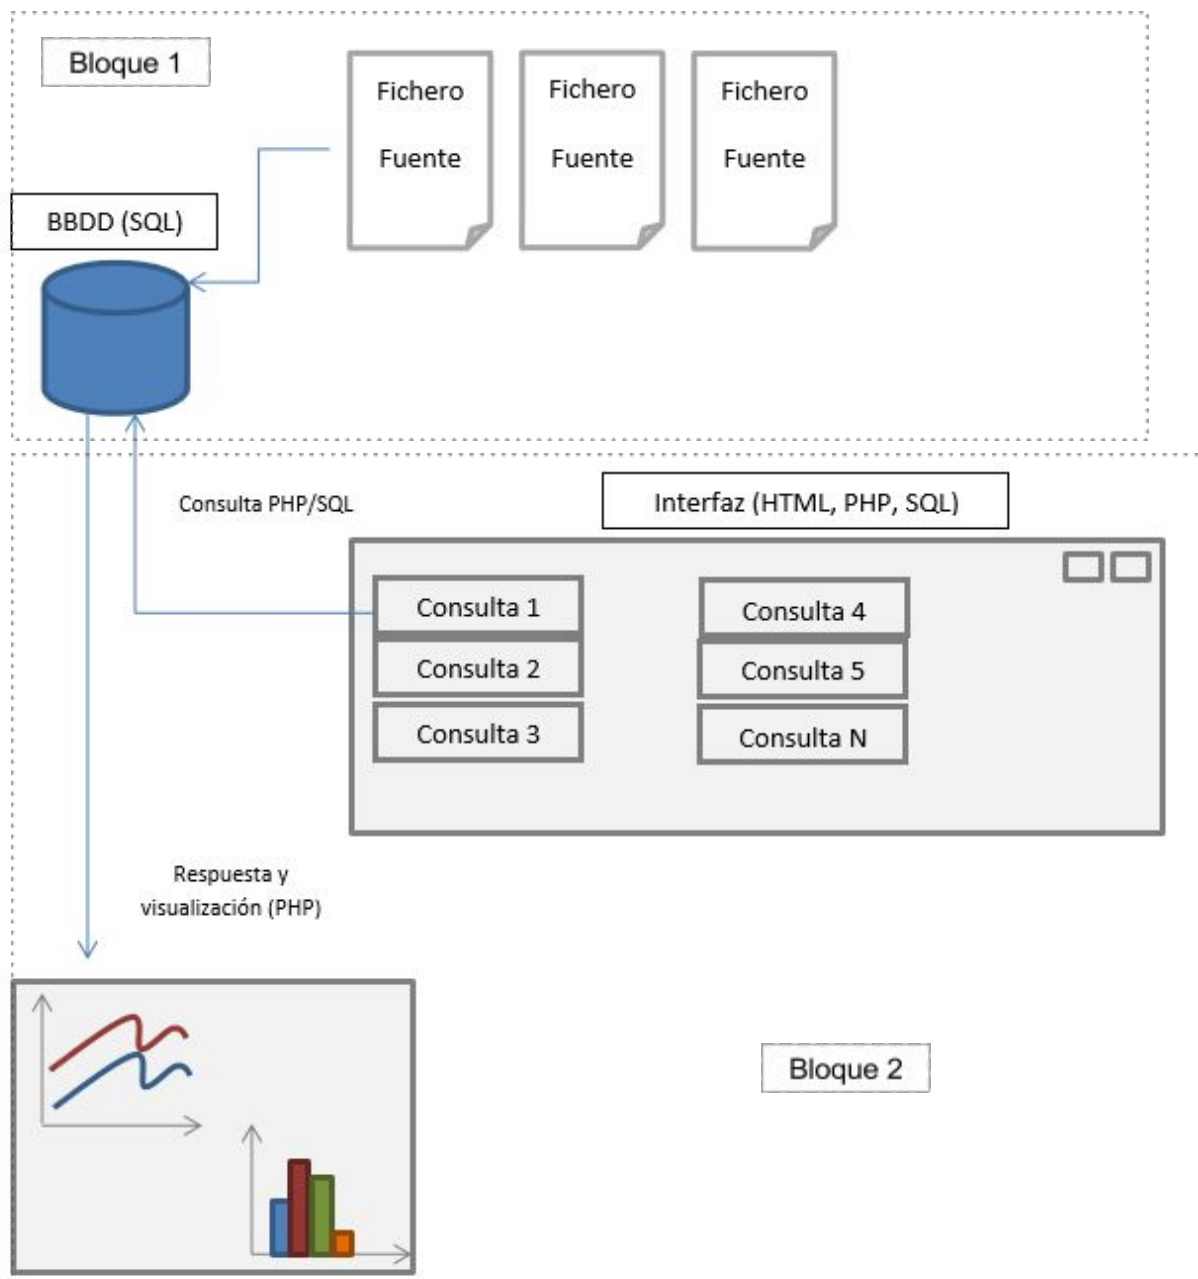 Bloque 1
Fichero
Fuente
Fichero
Fuente
Fichero
Fuente
BBDD (SQL)
Consulta PHP/SQL
Interfaz (HTML, PHP, SQL)
Consulta 1
Consulta 2
Consulta 3
Consulta 4
Consulta 5
Consulta N
Respuesta y
visualización (PHP)
Bloque 2